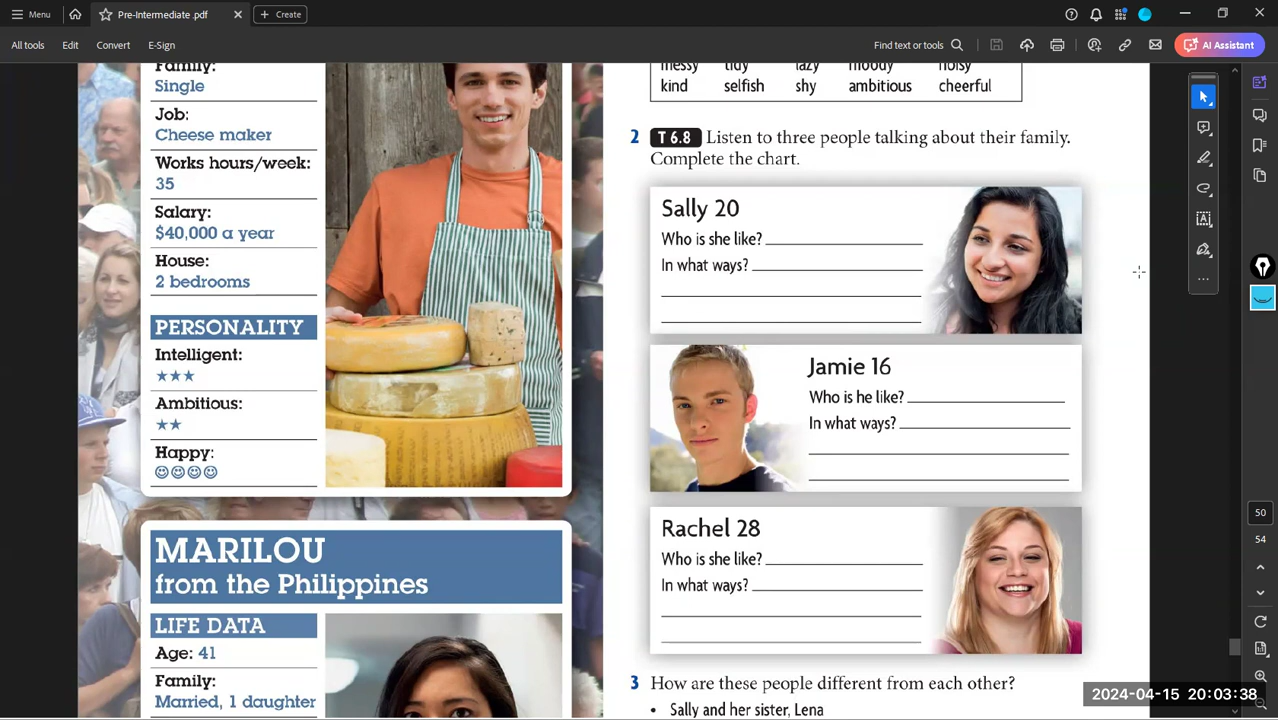 Menu
Pre-Intermediate .pdf
Create
All tools
Edit
Convert
E-Sign
Find text or tools
AI Assistant
Family:
Single
Job:
Cheese maker
Works hours/week:
35
Salary:
$40,000 a year
House:
2 bedrooms
PERSONALITY
Intelligent:
★★★
Ambitious:
★★
Happy:
☺☺☺☺
MARILOU
from the Philippines
LIFE DATA
Age: 41
Family:
Married, 1 daughter
messy tidy lazy moody noisy
kind selfish shy ambitious cheerful
2 T 6.8 Listen to three people talking about their family.
Complete the chart.
Sally 20
Who is she like?
In what ways?
Jamie 16
Who is he like?
In what ways?
Rachel 28
Who is she like?
In what ways?
3 How are these people different from each other?
• Sally and her sister, Lena
50
54
2024-04-15 20:03:38